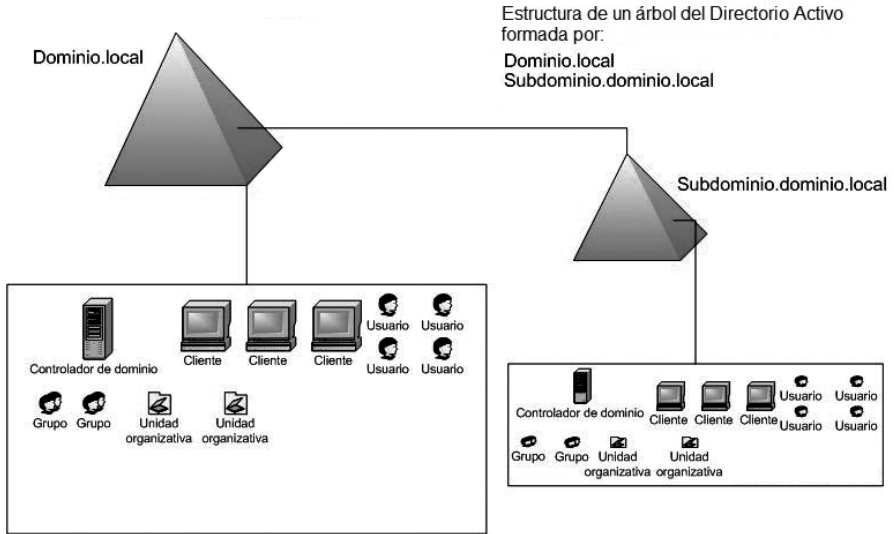 Estructura de un árbol del Directorio Activo
formada por:
Dominio.local
Subdominio.dominio.local
Dominio.local
Subdominio.dominio.local
Usuario Usuario
Cliente Cliente Cliente
Controlador de dominio
Usuario Usuario
Grupo Grupo Unidad organizativa Unidad organizativa
Usuario Usuario
Controlador de dominio
Cliente Cliente Cliente
Usuario Usuario
Grupo Grupo Unidad organizativa Unidad organizativa